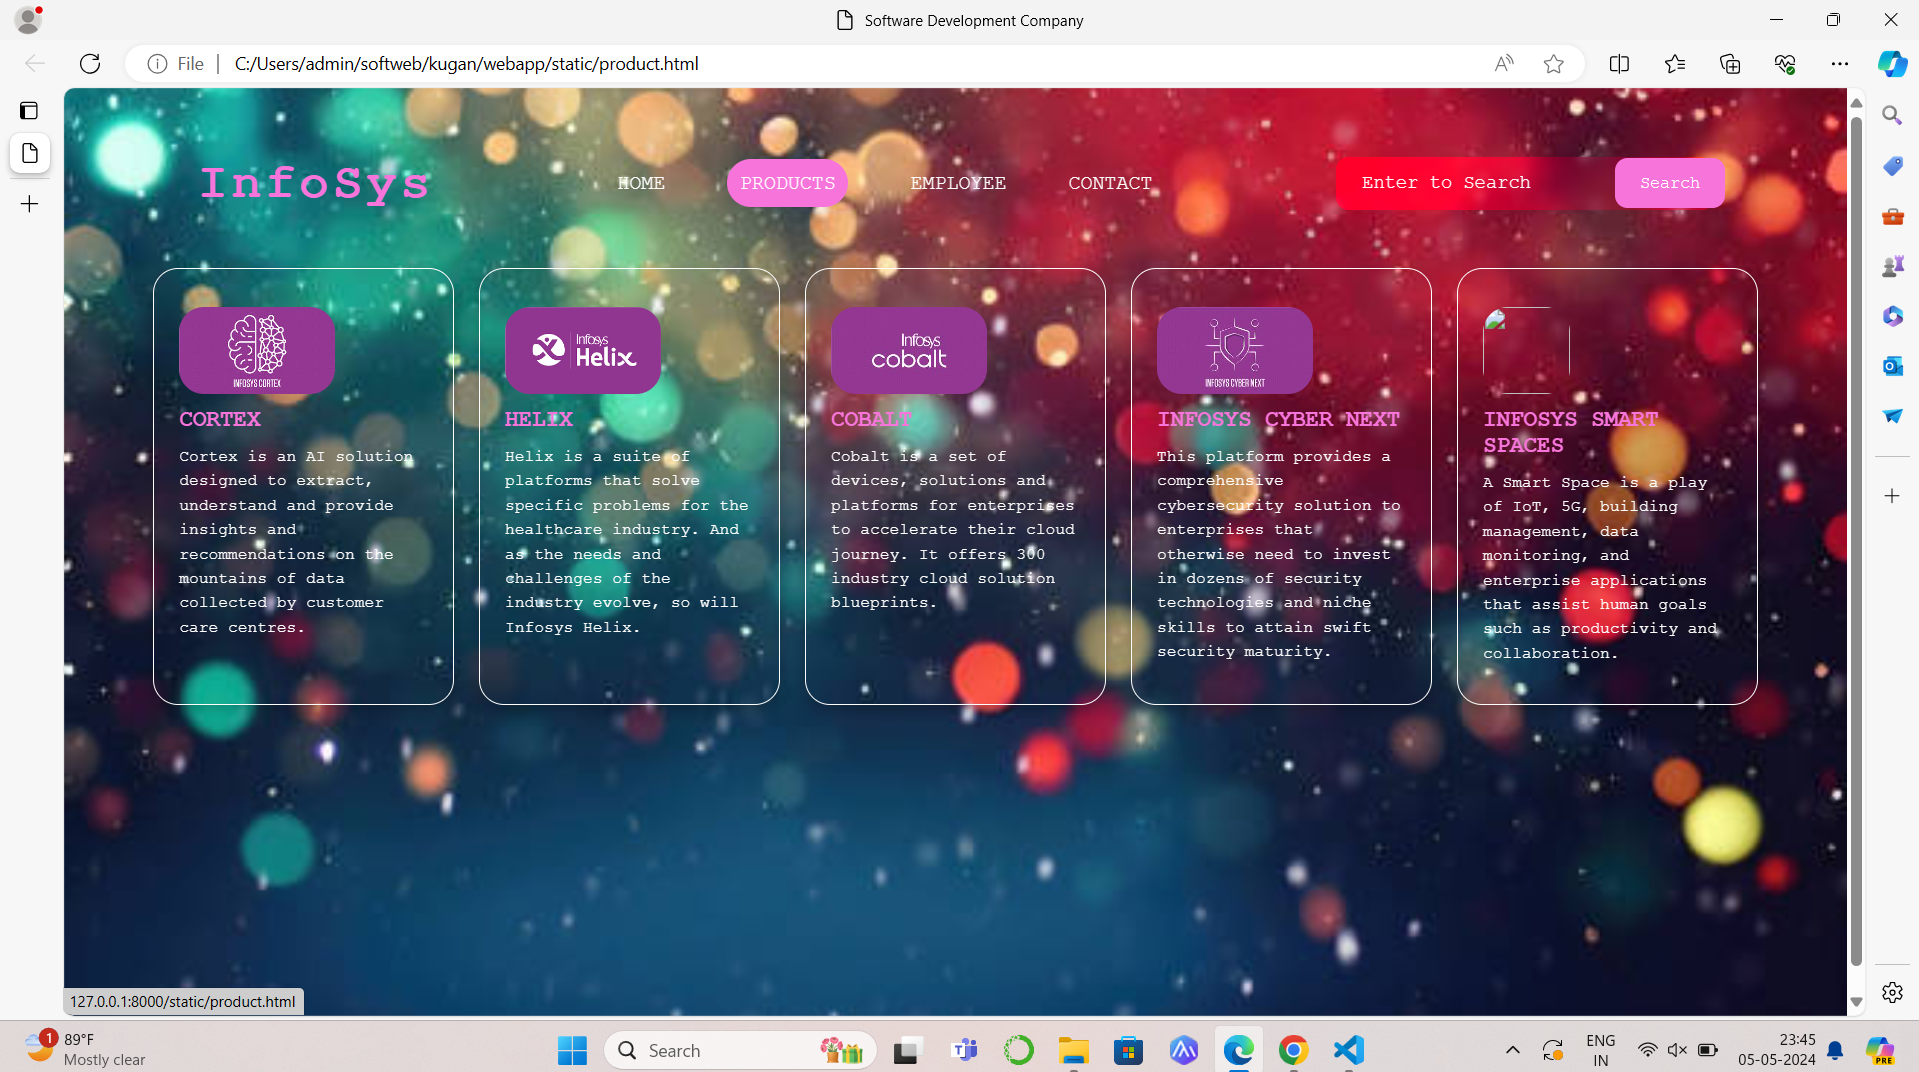 Software Development Company
File
C:/Users/admin/softweb/kugan/webapp/static/product.html
InfoSys
HOME
PRODUCTS
EMPLOYEE
CONTACT
Enter to Search
Search
INFOSYS CORTEX
CORTEX
Cortex is an AI solution
designed to extract,
understand and provide
insights and
recommendations on the
mountains of data
collected by customer
care centres.
Infosys
Helix
HELIX
Helix is a suite of
platforms that solve
specific problems for the
healthcare industry. And
as the needs and
challenges of the
industry evolve, so will
Infosys Helix.
Infosys
cobalt
COBALT
Cobalt is a set of
devices, solutions and
platforms for enterprises
to accelerate their cloud
journey. It offers 300
industry cloud solution
blueprints.
INFOSYS CYBER NEXT
INFOSYS CYBER NEXT
This platform provides a
comprehensive
cybersecurity solution to
enterprises that
otherwise need to invest
in dozens of security
technologies and niche
skills to attain swift
security maturity.
INFOSYS SMART
SPACES
A Smart Space is a play
of IoT, 5G, building
management, data
monitoring, and
enterprise applications
that assist human goals
such as productivity and
collaboration.
127.0.0.1:8000/static/product.html
1
89°F
Mostly clear
Search
ENG
IN
23:45
05-05-2024
PRE